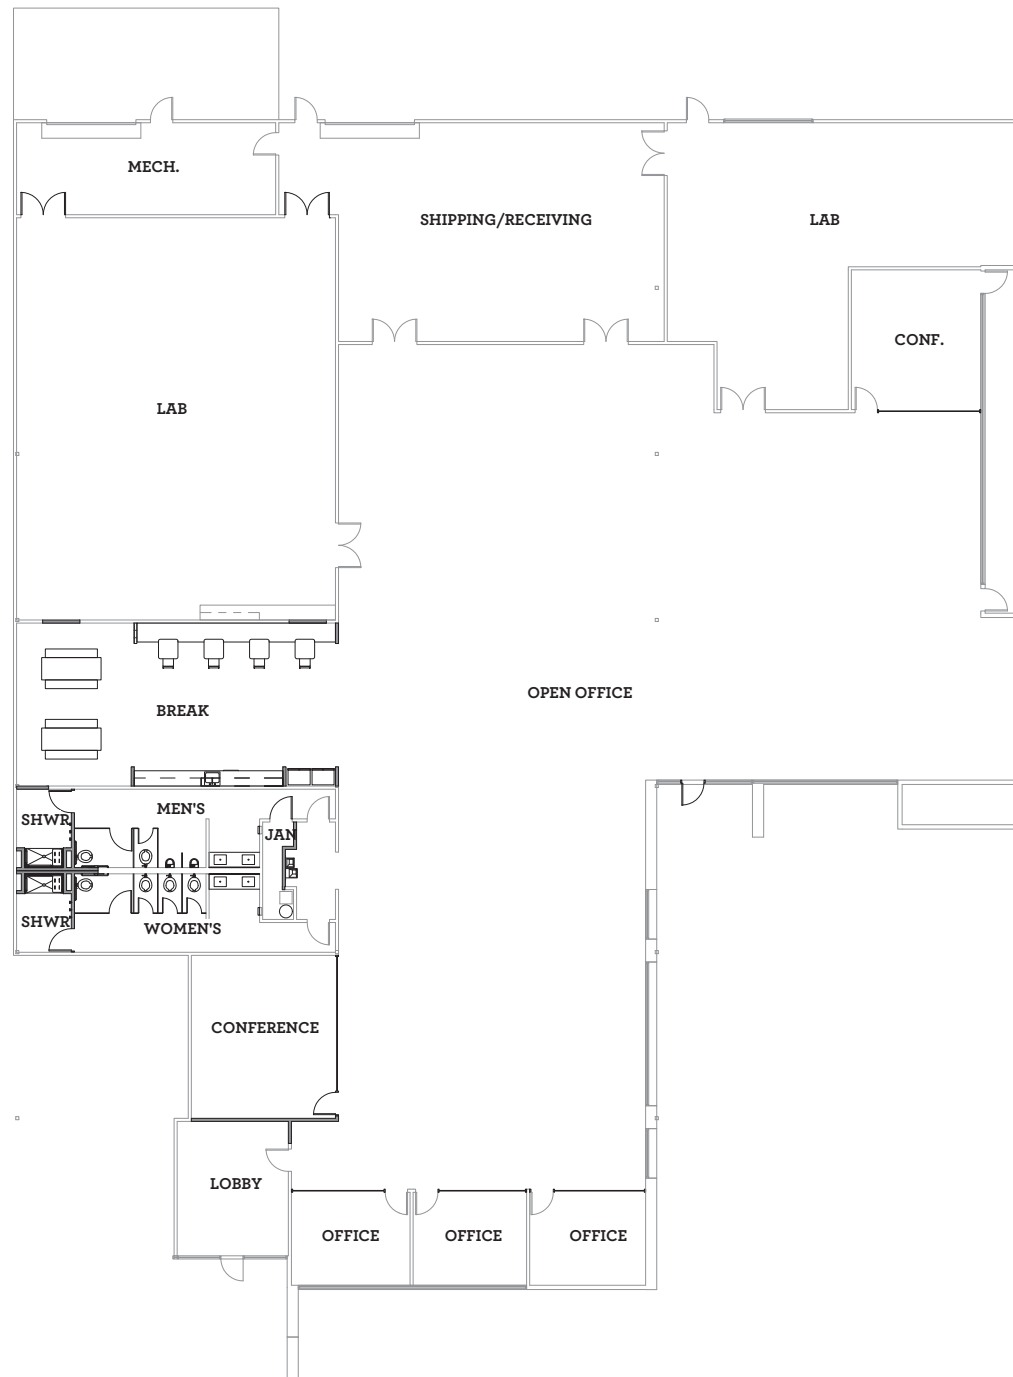 MECH.
SHIPPING/RECEIVING
LAB
CONF.
LAB
OPEN OFFICE
BREAK
MEN'S
SHWR
JAN
SHWR
WOMEN'S
CONFERENCE
LOBBY
OFFICE
OFFICE
OFFICE